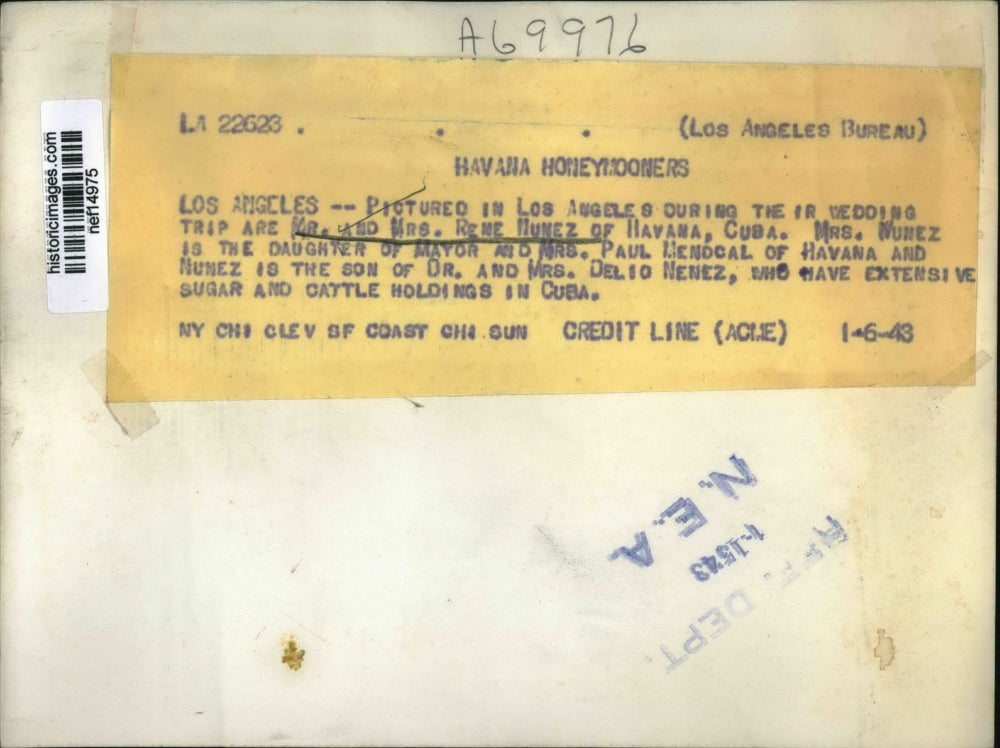 A69976
historicimages.com
nef14975
LA 22623 . . . (LOS ANGELES BUREAU)
HAVANA HONEYMOONERS
LOS ANGELES -- PICTURED IN LOS ANGELES DURING THE IR WEDDING
TRIP ARE MR. AND MRS. RENE NUNEZ OF HAVANA, CUBA. MRS. NUNEZ
IS THE DAUGHTER OF MAYOR AND MRS. PAUL MENOCAL OF HAVANA AND
NUNEZ IS THE SON OF DR. AND MRS. DELIO NENEZ, WHO HAVE EXTENSIVE
SUGAR AND CATTLE HOLDINGS IN CUBA.
NY CHI CLEV SF COAST CHI SUN CREDIT LINE (ACME) 1-6-43
N. E. A.
1-1543
REF. DEPT.